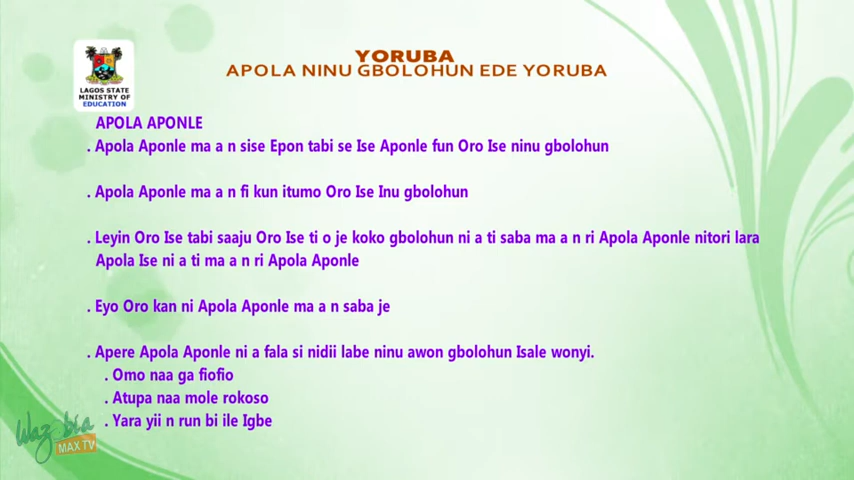 LAGOS STATE
MINISTRY OF
EDUCATION
YORUBA
APOLA NINU GBOLOHUN EDE YORUBA
APOLA APONLE
. Apola Aponle ma a n sise Epon tabi se Ise Aponle fun Oro Ise ninu gbolohun
. Apola Aponle ma a n fi kun itumo Oro Ise Inu gbolohun
. Leyin Oro Ise tabi saaju Oro Ise ti o je koko gbolohun ni a ti saba ma a n ri Apola Aponle nitori lara
Apola Ise ni a ti ma a n ri Apola Aponle
. Eyo Oro kan ni Apola Aponle ma a n saba je
. Apere Apola Aponle ni a fala si nidii labe ninu awon gbolohun Isale wonyi.
. Omo naa ga fiofio
. Atupa naa mole rokoso
. Yara yii n run bi ile Igbe
Wazobia
MAX TV